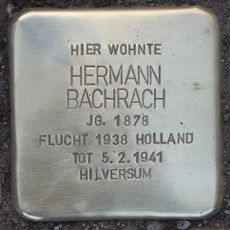 HIER WOHNTE
HERMANN
BACHRACH
JG. 1878
FLUCHT 1938 HOLLAND
TOT 5.2.1941
HILVERSUM